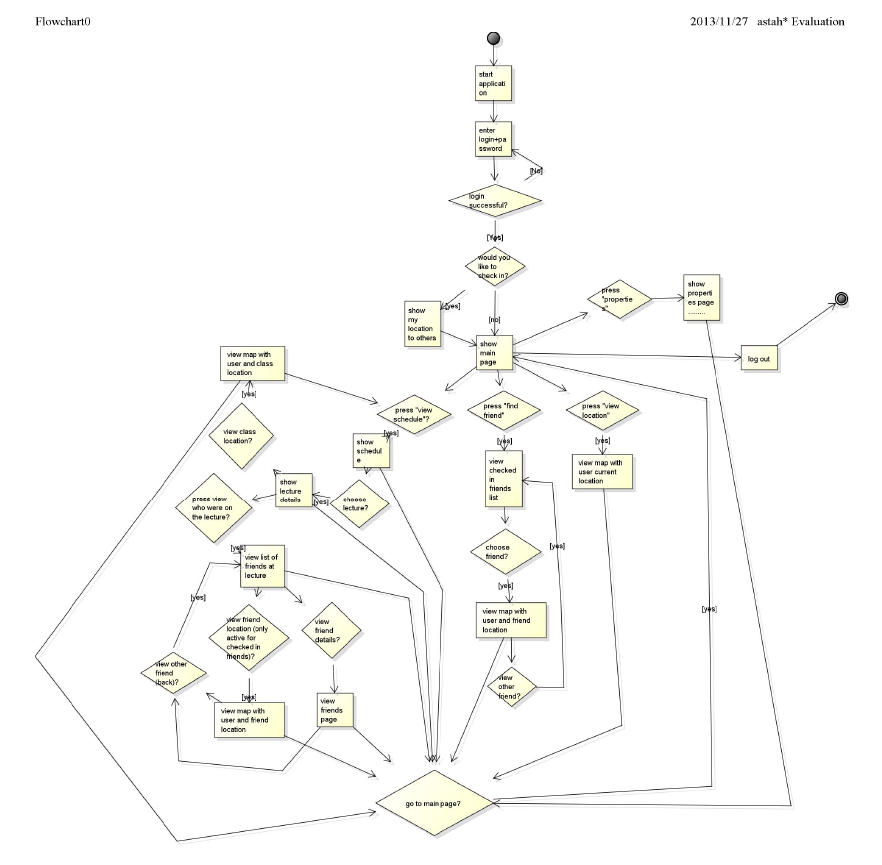 Flowchart0
2013/11/27 astah* Evaluation
start
applicati
on
enter
login+pa
ssword
[No]
login
successful?
[Yes]
would you
like to
check in?
[yes]
[no]
show
my
location
to others
show
main
page
press
"propertie
s"
show
properti
es page
.........
log out
view map with
user and class
location
[yes]
view class
location?
press "view
schedule"?
[yes]
show
schedul
e
press "find
friend"
[yes]
press "view
location"
[yes]
view
checked
in
friends
list
view map with
user current
location
show
lecture
details
[yes]
choose
lecture?
press view
who were on
the lecture?
[yes]
view list of
friends at
lecture
choose
friend?
[yes]
[yes]
[yes]
view friend
location (only
active for
checked in
friends)?
view
friend
details?
view map with
user and friend
location
[yes]
view other
friend
(back)?
[yes]
view
other
friend?
view map with
user and friend
location
view
friends
page
go to main page?